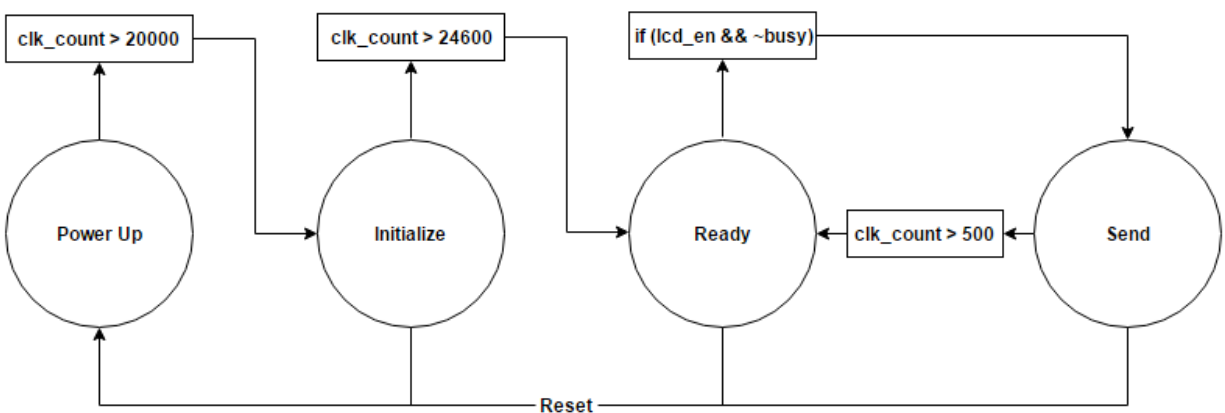 clk_count > 20000
clk_count > 24600
if (lcd_en && ~busy)
Power Up
Initialize
Ready
clk_count > 500
Send
Reset